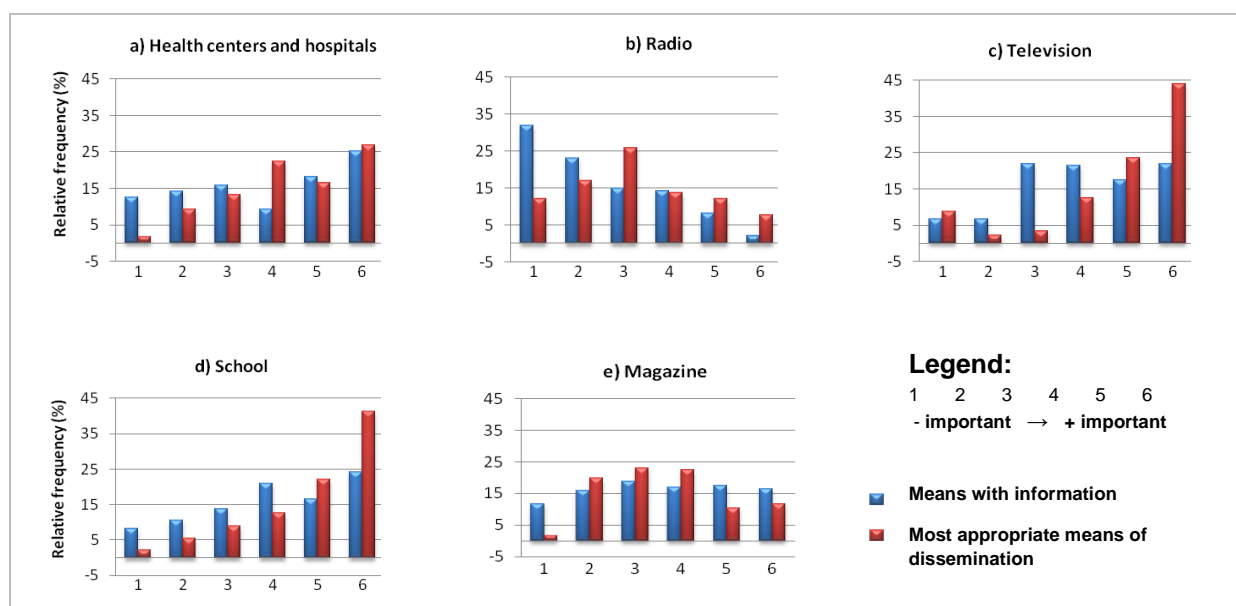 a) Health centers and hospitals
Relative frequency (%)
45
35
25
15
5
-5
1 2 3 4 5 6
b) Radio
45
35
25
15
5
-5
1 2 3 4 5 6
c) Television
45
35
25
15
5
-5
1 2 3 4 5 6
d) School
Relative frequency (%)
45
35
25
15
5
-5
1 2 3 4 5 6
e) Magazine
45
35
25
15
5
-5
1 2 3 4 5 6
Legend:
1 2 3 4 5 6
- important → + important
Means with information
Most appropriate means of
dissemination